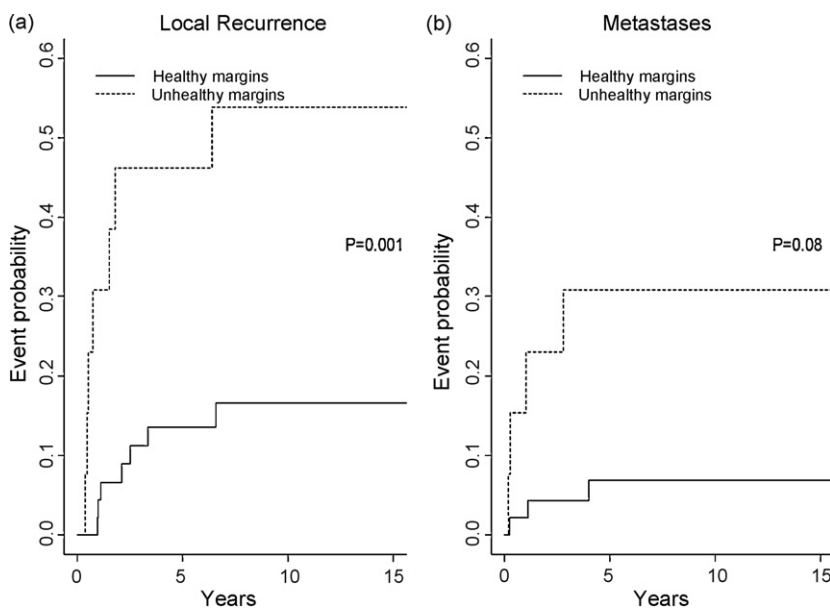 (a)
Local Recurrence
Healthy margins
Unhealthy margins
P=0.001
Event probability
0.0
0.1
0.2
0.3
0.4
0.5
0.6
0
5
10
15
Years
(b)
Metastases
Healthy margins
Unhealthy margins
P=0.08
Event probability
0.0
0.1
0.2
0.3
0.4
0.5
0.6
0
5
10
15
Years